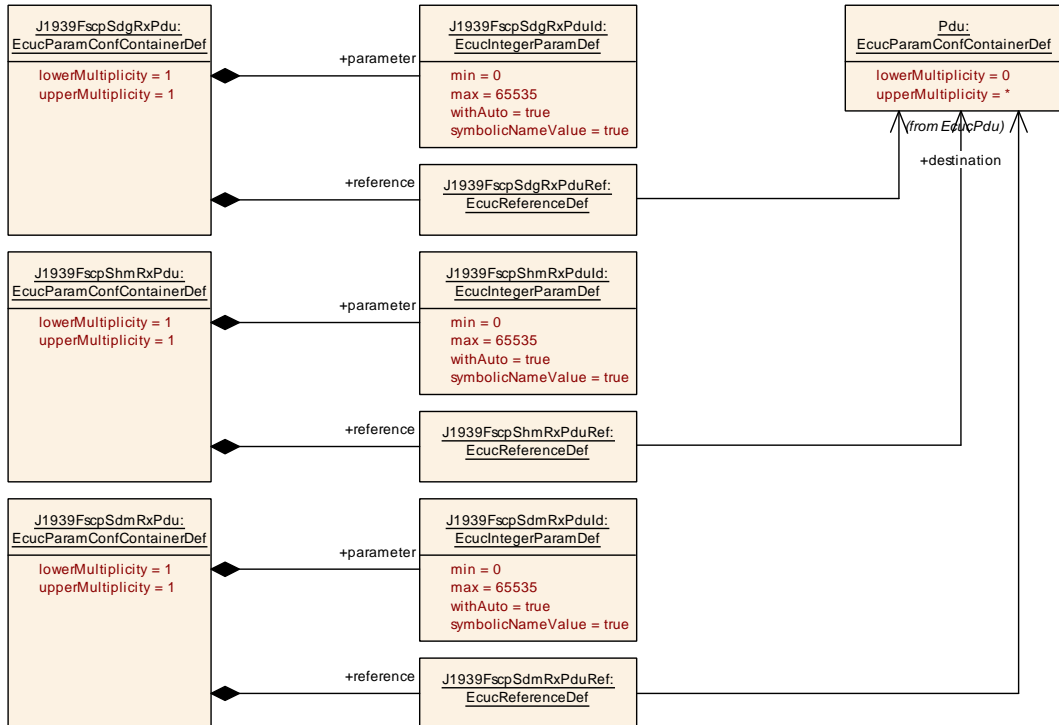 J1939FscpSdgRxPdu:
EcucParamConfContainerDef
lowerMultiplicity = 1
upperMultiplicity = 1
+parameter
J1939FscpSdgRxPduId:
EcucIntegerParamDef
min = 0
max = 65535
withAuto = true
symbolicNameValue = true
Pdu:
EcucParamConfContainerDef
lowerMultiplicity = 0
upperMultiplicity = *
(from EcucPdu)
+destination
+reference
J1939FscpSdgRxPduRef:
EcucReferenceDef
J1939FscpShmRxPdu:
EcucParamConfContainerDef
lowerMultiplicity = 1
upperMultiplicity = 1
+parameter
J1939FscpShmRxPduId:
EcucIntegerParamDef
min = 0
max = 65535
withAuto = true
symbolicNameValue = true
+reference
J1939FscpShmRxPduRef:
EcucReferenceDef
J1939FscpSdmRxPdu:
EcucParamConfContainerDef
lowerMultiplicity = 1
upperMultiplicity = 1
+parameter
J1939FscpSdmRxPduId:
EcucIntegerParamDef
min = 0
max = 65535
withAuto = true
symbolicNameValue = true
+reference
J1939FscpSdmRxPduRef:
EcucReferenceDef